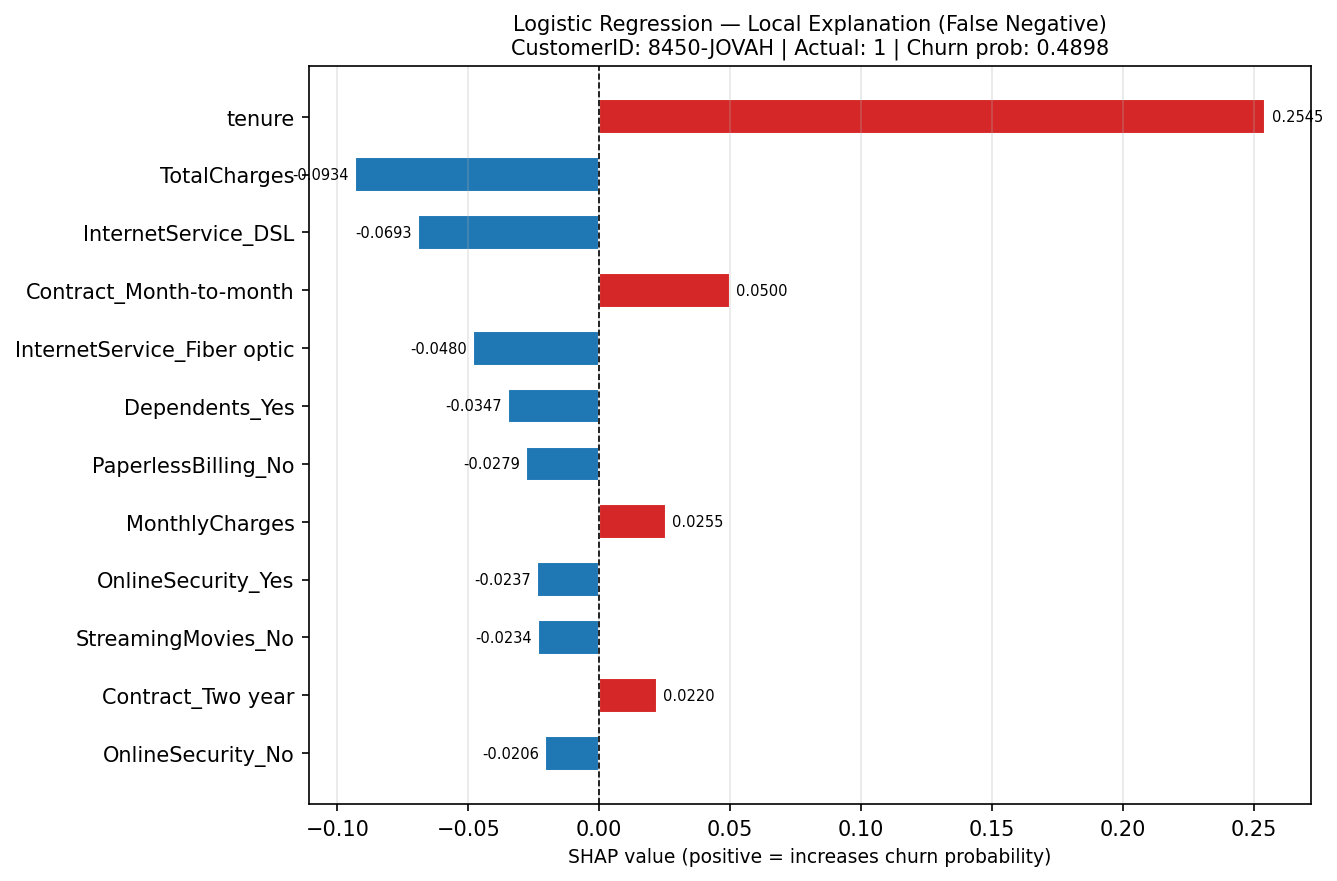 Logistic Regression — Local Explanation (False Negative)
CustomerID: 8450-JOVAH | Actual: 1 | Churn prob: 0.4898
tenure 0.2545
TotalCharges -0.0934
InternetService_DSL -0.0693
Contract_Month-to-month 0.0500
InternetService_Fiber optic -0.0480
Dependents_Yes -0.0347
PaperlessBilling_No -0.0279
MonthlyCharges 0.0255
OnlineSecurity_Yes -0.0237
StreamingMovies_No -0.0234
Contract_Two year 0.0220
OnlineSecurity_No -0.0206
−0.10 −0.05 0.00 0.05 0.10 0.15 0.20 0.25
SHAP value (positive = increases churn probability)